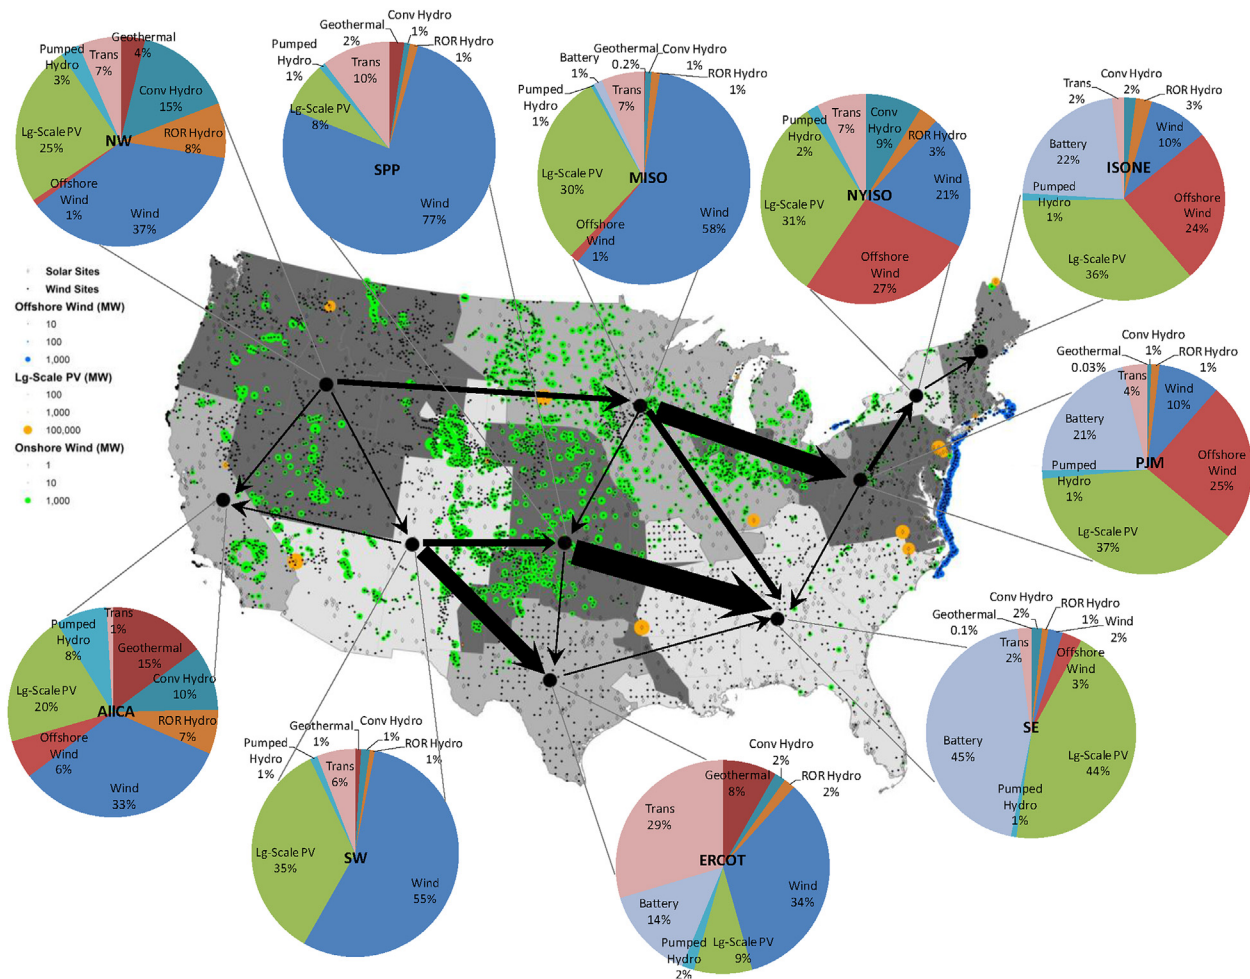 Geothermal
4%
Conv Hydro
15%
ROR Hydro
8%
Wind
37%
Offshore
Wind
1%
Lg-Scale PV
25%
Pumped
Hydro
3%
Trans
7%
NW
Geothermal
2%
Conv Hydro
1%
ROR Hydro
1%
Wind
77%
Lg-Scale PV
8%
Pumped
Hydro
1%
Trans
10%
SPP
Geothermal
0.2%
Conv Hydro
1%
ROR Hydro
1%
Wind
58%
Offshore
Wind
1%
Lg-Scale PV
30%
Pumped
Hydro
1%
Battery
1%
Trans
7%
MISO
Conv
Hydro
9%
ROR Hydro
3%
Wind
21%
Offshore
Wind
27%
Lg-Scale PV
31%
Pumped
Hydro
2%
Trans
7%
NYISO
Conv Hydro
2%
ROR Hydro
3%
Wind
10%
Offshore
Wind
24%
Lg-Scale PV
36%
Pumped
Hydro
1%
Battery
22%
Trans
2%
ISONE
Solar Sites
Wind Sites
Offshore Wind (MW)
10
100
1,000
Lg-Scale PV (MW)
100
1,000
100,000
Onshore Wind (MW)
1
10
1,000
Geothermal
0.03%
Conv Hydro
1%
ROR Hydro
1%
Wind
10%
Offshore
Wind
25%
Lg-Scale PV
37%
Pumped
Hydro
1%
Battery
21%
Trans
4%
PJM
Trans
1%
Geothermal
15%
Conv Hydro
10%
ROR Hydro
7%
Wind
33%
Offshore
Wind
6%
Lg-Scale PV
20%
Pumped
Hydro
8%
AllCA
Geothermal
1%
Conv Hydro
1%
ROR Hydro
1%
Wind
55%
Lg-Scale PV
35%
Pumped
Hydro
1%
Trans
6%
SW
Geothermal
8%
Conv Hydro
2%
ROR Hydro
2%
Wind
34%
Lg-Scale PV
9%
Pumped
Hydro
2%
Battery
14%
Trans
29%
ERCOT
Geothermal
0.1%
Conv Hydro
2%
ROR Hydro
1%
Wind
2%
Offshore
Wind
3%
Lg-Scale PV
44%
Pumped
Hydro
1%
Battery
45%
Trans
2%
SE